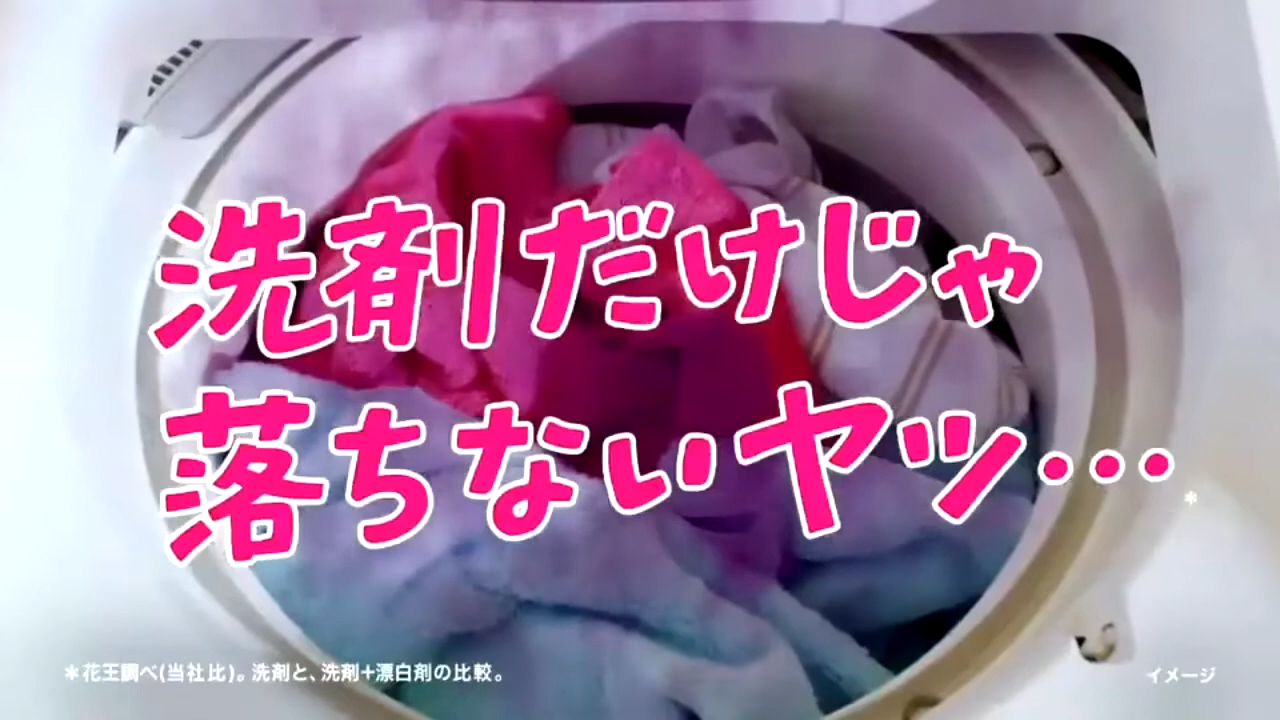 洗剤だけじゃ
落ちないヤツ…
＊
＊花王調べ(当社比)。洗剤と、洗剤+漂白剤の比較。
イメージ